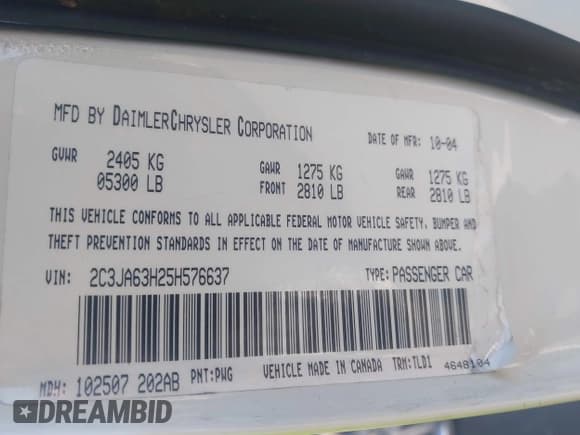 MFD BY DAIMLERCHRYSLER CORPORATION DATE OF MFR: 10-04
GVWR 2405 KG GAWR 1275 KG GAWR 1275 KG
05300 LB FRONT 2810 LB REAR 2810 LB
THIS VEHICLE CONFORMS TO ALL APPLICABLE FEDERAL MOTOR VEHICLE SAFETY, BUMPER AND
THEFT PREVENTION STANDARDS IN EFFECT ON THE DATE OF MANUFACTURE SHOWN ABOVE.
VIN: 2C3JA63H25H576637 TYPE: PASSENGER CAR
MDH: 102507 202AB PNT:PWG VEHICLE MADE IN CANADA TRM:TLD1 4648104
DREAMBID